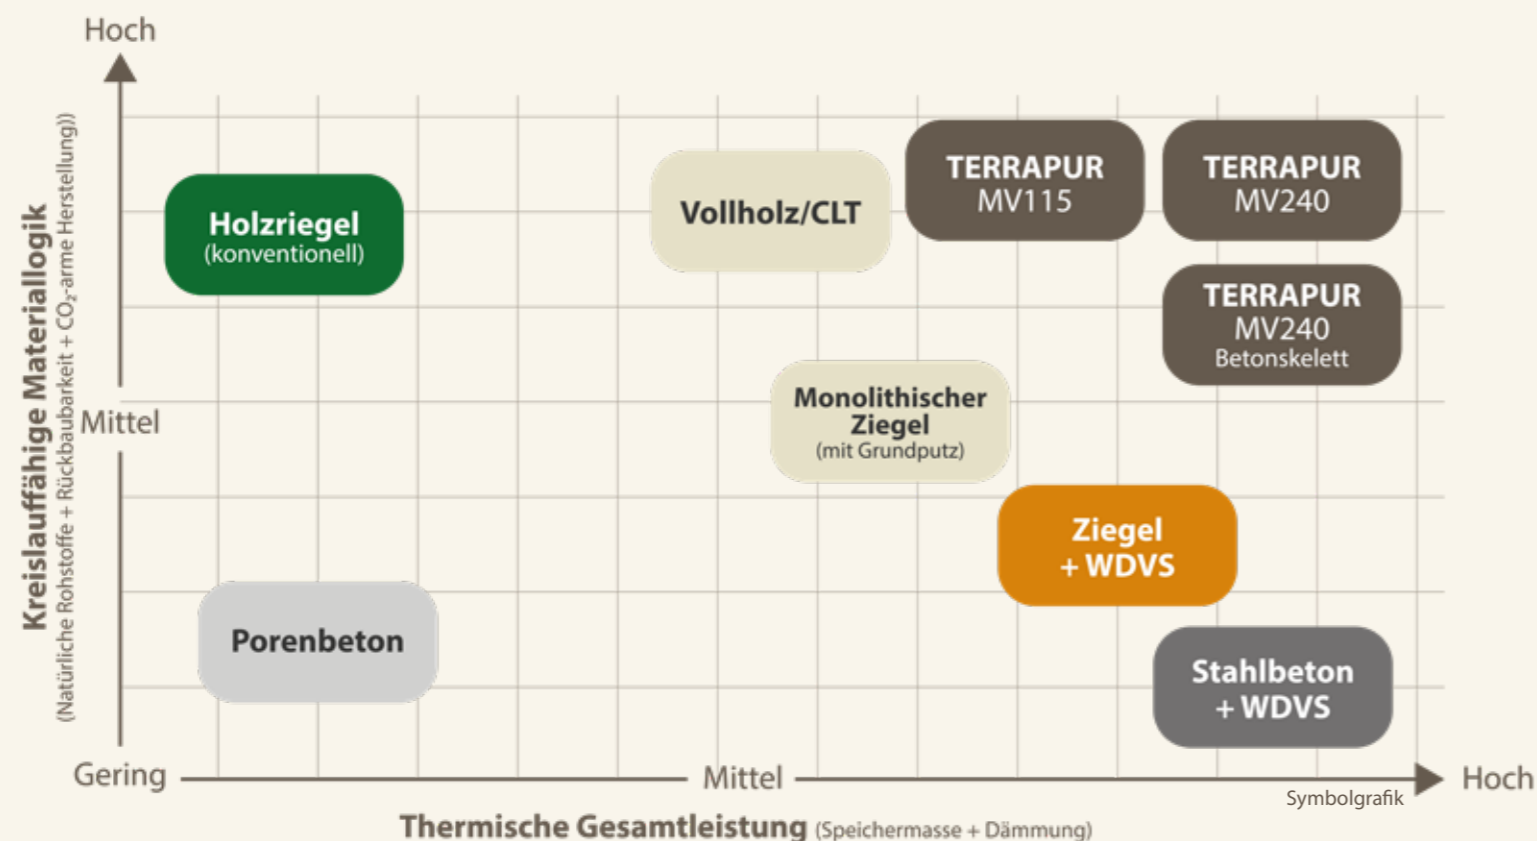 Hoch
Kreislauffähige Materiallogik
(Natürliche Rohstoffe + Rückbaubarkeit + CO₂-arme Herstellung))
TERRAPUR
MV115
TERRAPUR
MV240
Vollholz/CLT
Holzriegel
(konventionell)
TERRAPUR
MV240
Betonskelett
Mittel
Monolithischer
Ziegel
(mit Grundputz)
Ziegel
+ WDVS
Porenbeton
Stahlbeton
+ WDVS
Gering
Mittel
Hoch
Symbolgrafik
Thermische Gesamtleistung (Speichermasse + Dämmung)